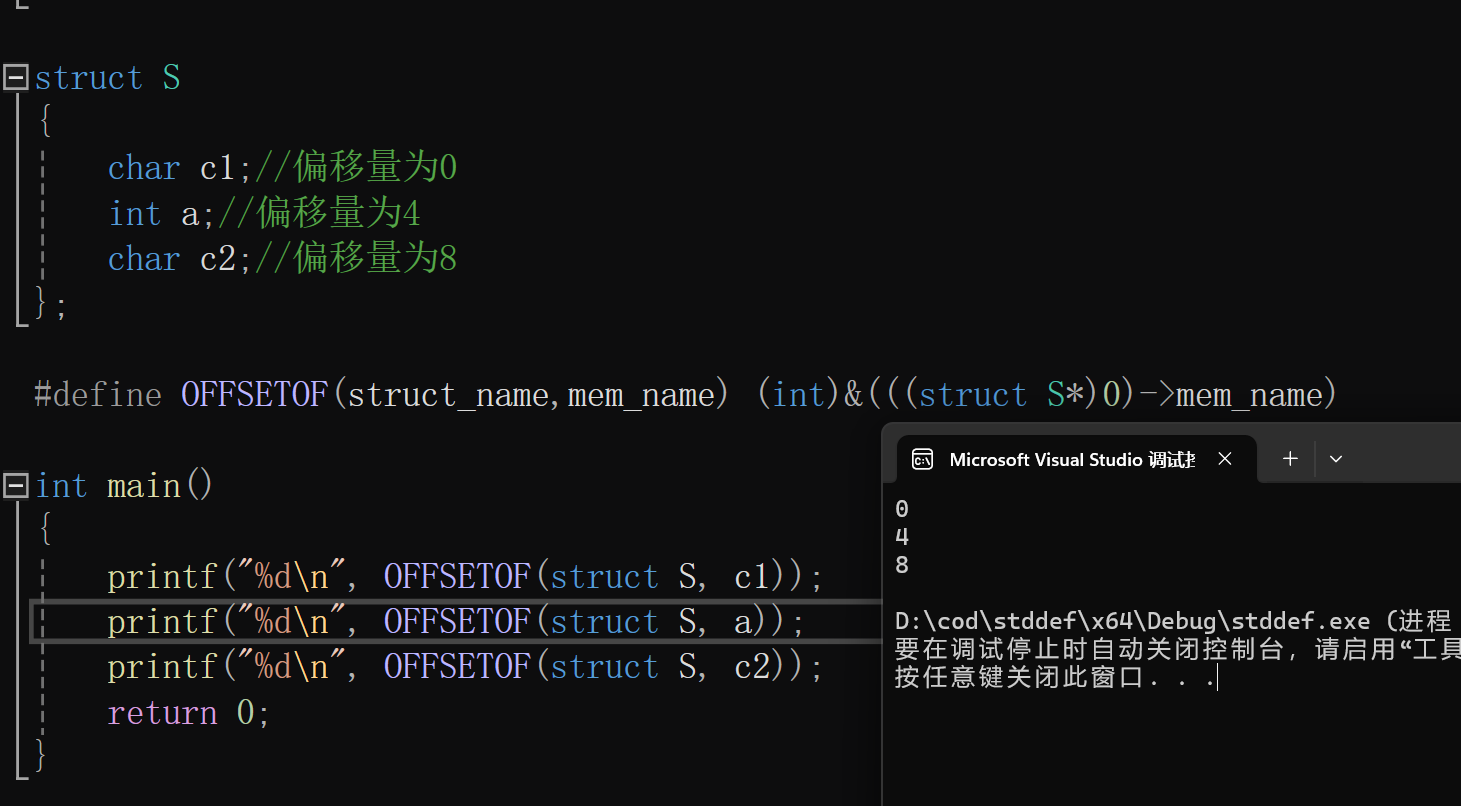 struct S
{
char c1;//偏移量为0
int a;//偏移量为4
char c2;//偏移量为8
};
#define OFFSETOF(struct_name,mem_name) (int)&(((struct S*)0)->mem_name)
int main()
{
printf("%d\n", OFFSETOF(struct S, c1));
printf("%d\n", OFFSETOF(struct S, a));
printf("%d\n", OFFSETOF(struct S, c2));
return 0;
}
Microsoft Visual Studio 调试
0
4
8
D:\cod\stddef\x64\Debug\stddef.exe (进程
要在调试停止时自动关闭控制台，请启用“工具
按任意键关闭此窗口. . .